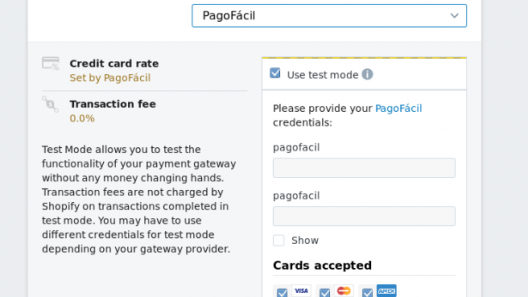 PagoFácil
Credit card rate
Set by PagoFácil
Transaction fee
0.0%
Test Mode allows you to test the
functionality of your payment gateway
without any money changing hands.
Transaction fees are not charged by
Shopify on transactions completed in
test mode. You may have to use
different credentials for test mode
depending on your gateway provider.
Use test mode
Please provide your PagoFácil
credentials:
pagofacil
pagofacil
Show
Cards accepted
VISA
AMEX